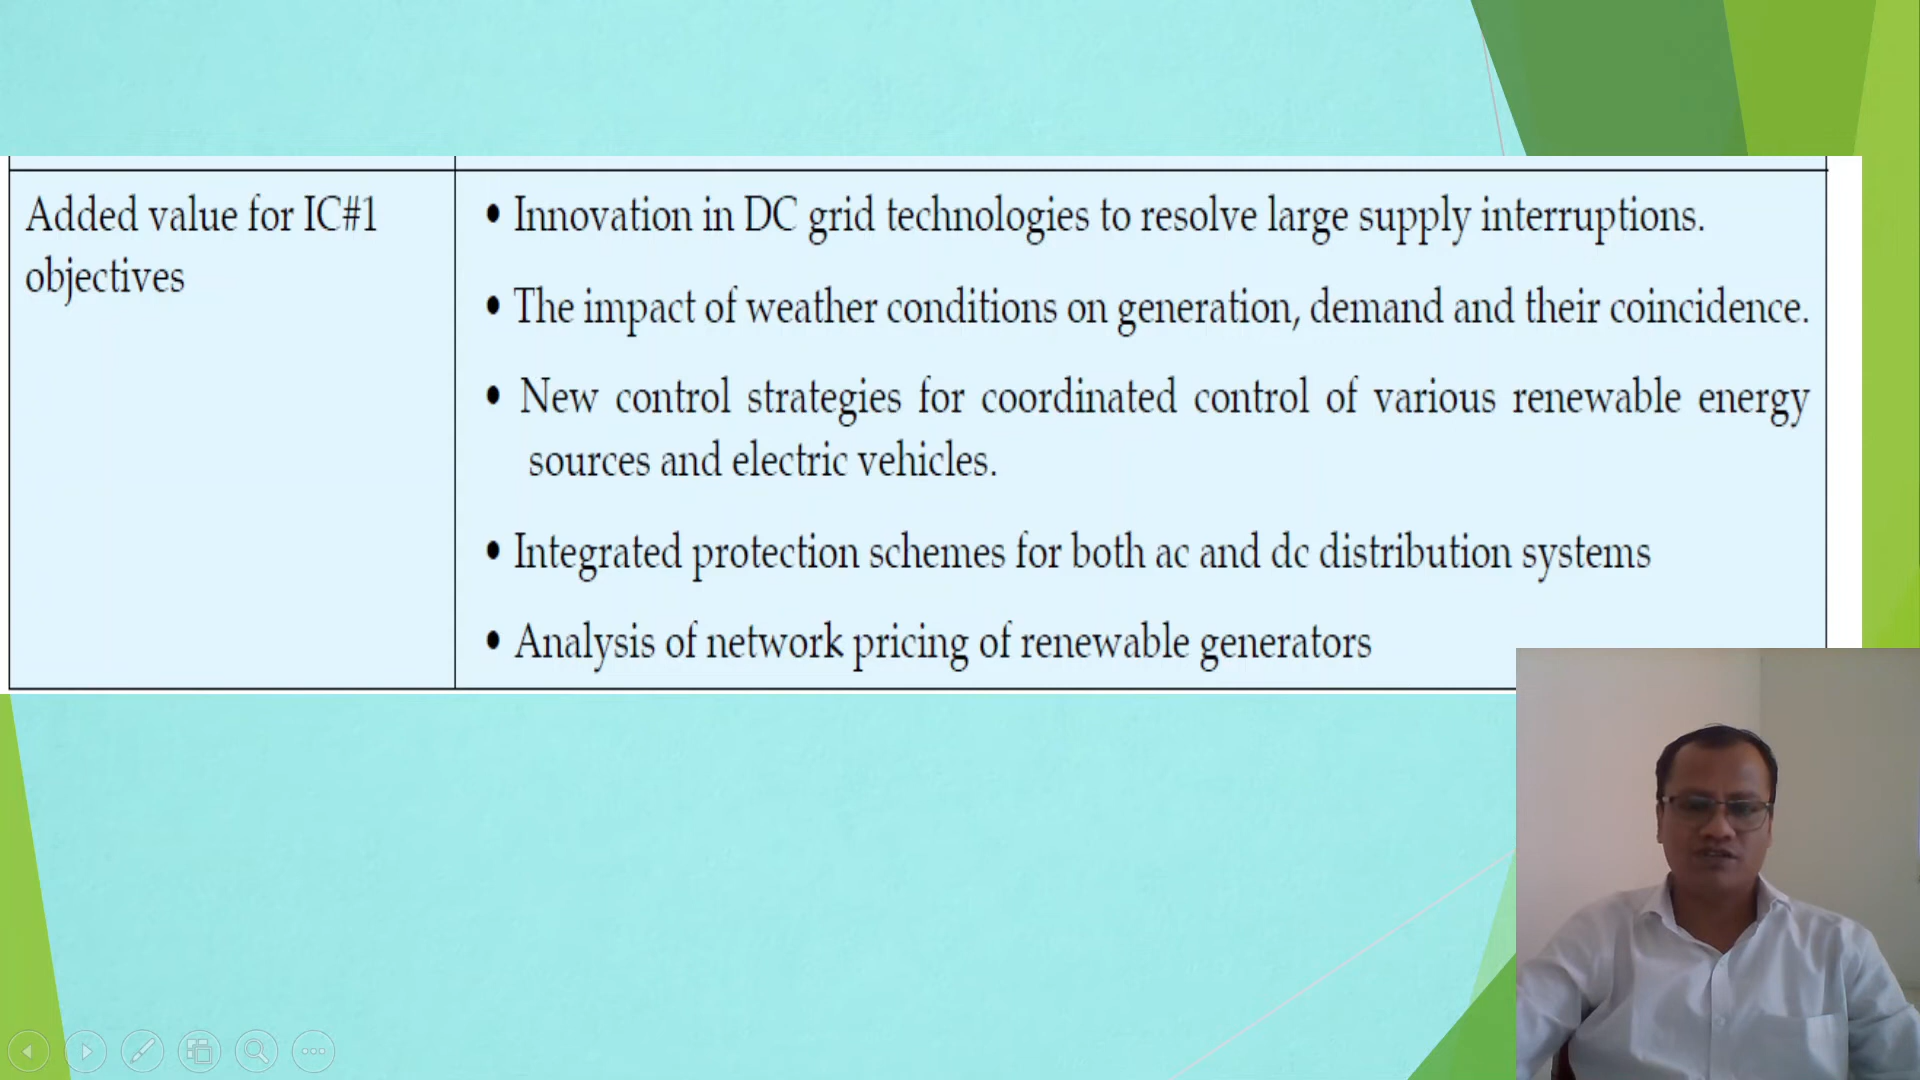 Added value for IC#1
objectives
• Innovation in DC grid technologies to resolve large supply interruptions.
• The impact of weather conditions on generation, demand and their coincidence.
• New control strategies for coordinated control of various renewable energy
sources and electric vehicles.
• Integrated protection schemes for both ac and dc distribution systems
• Analysis of network pricing of renewable generators